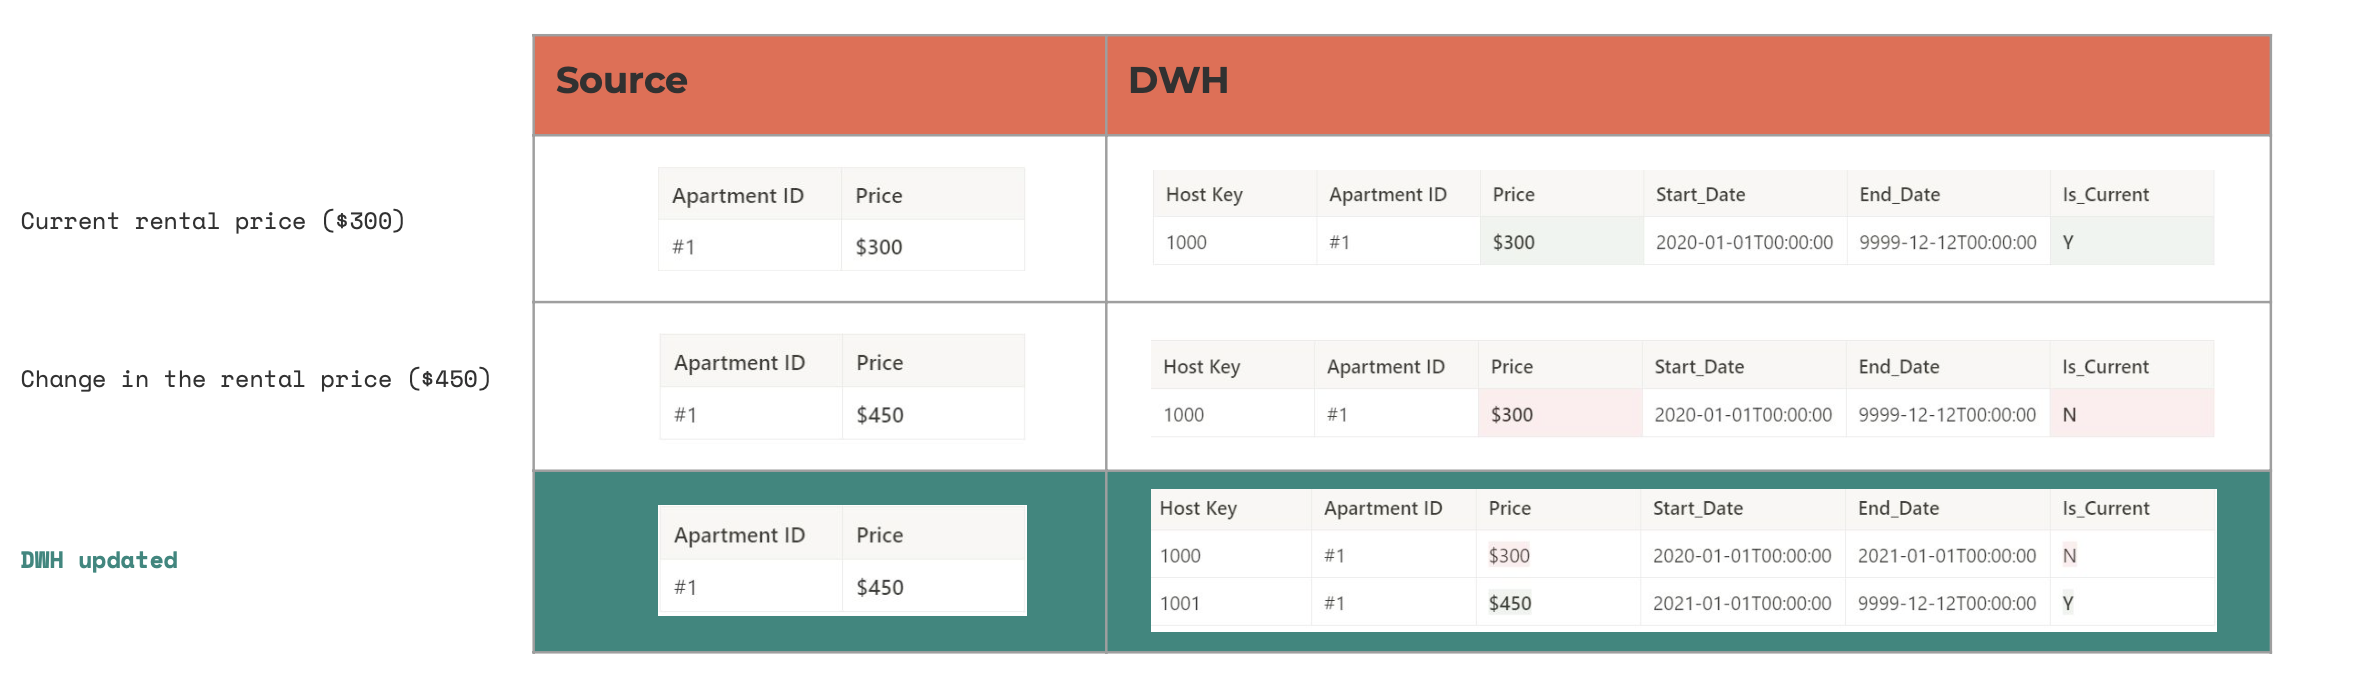 Source DWH
Current rental price ($300)
Apartment ID Price
#1 $300
Host Key Apartment ID Price Start_Date End_Date Is_Current
1000 #1 $300 2020-01-01T00:00:00 9999-12-12T00:00:00 Y
Change in the rental price ($450)
Apartment ID Price
#1 $450
Host Key Apartment ID Price Start_Date End_Date Is_Current
1000 #1 $300 2020-01-01T00:00:00 9999-12-12T00:00:00 N
DWH updated
Apartment ID Price
#1 $450
Host Key Apartment ID Price Start_Date End_Date Is_Current
1000 #1 $300 2020-01-01T00:00:00 2021-01-01T00:00:00 N
1001 #1 $450 2021-01-01T00:00:00 9999-12-12T00:00:00 Y